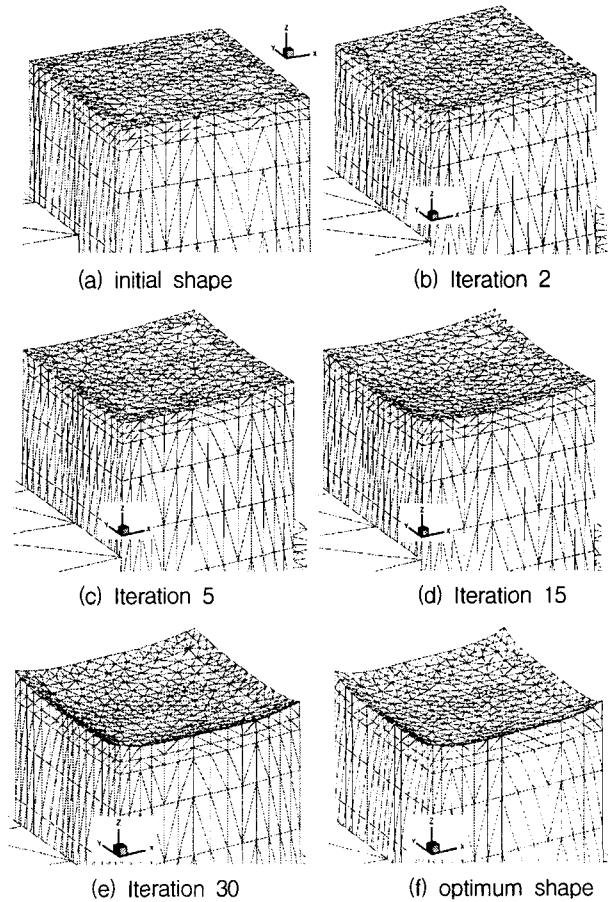 Z
Y
X
(a) initial shape
Z
Y
X
(b) Iteration 2
Z
Y
X
(c) Iteration 5
Z
Y
X
(d) Iteration 15
Z
Y
X
(e) Iteration 30
Z
Y
X
(f) optimum shape